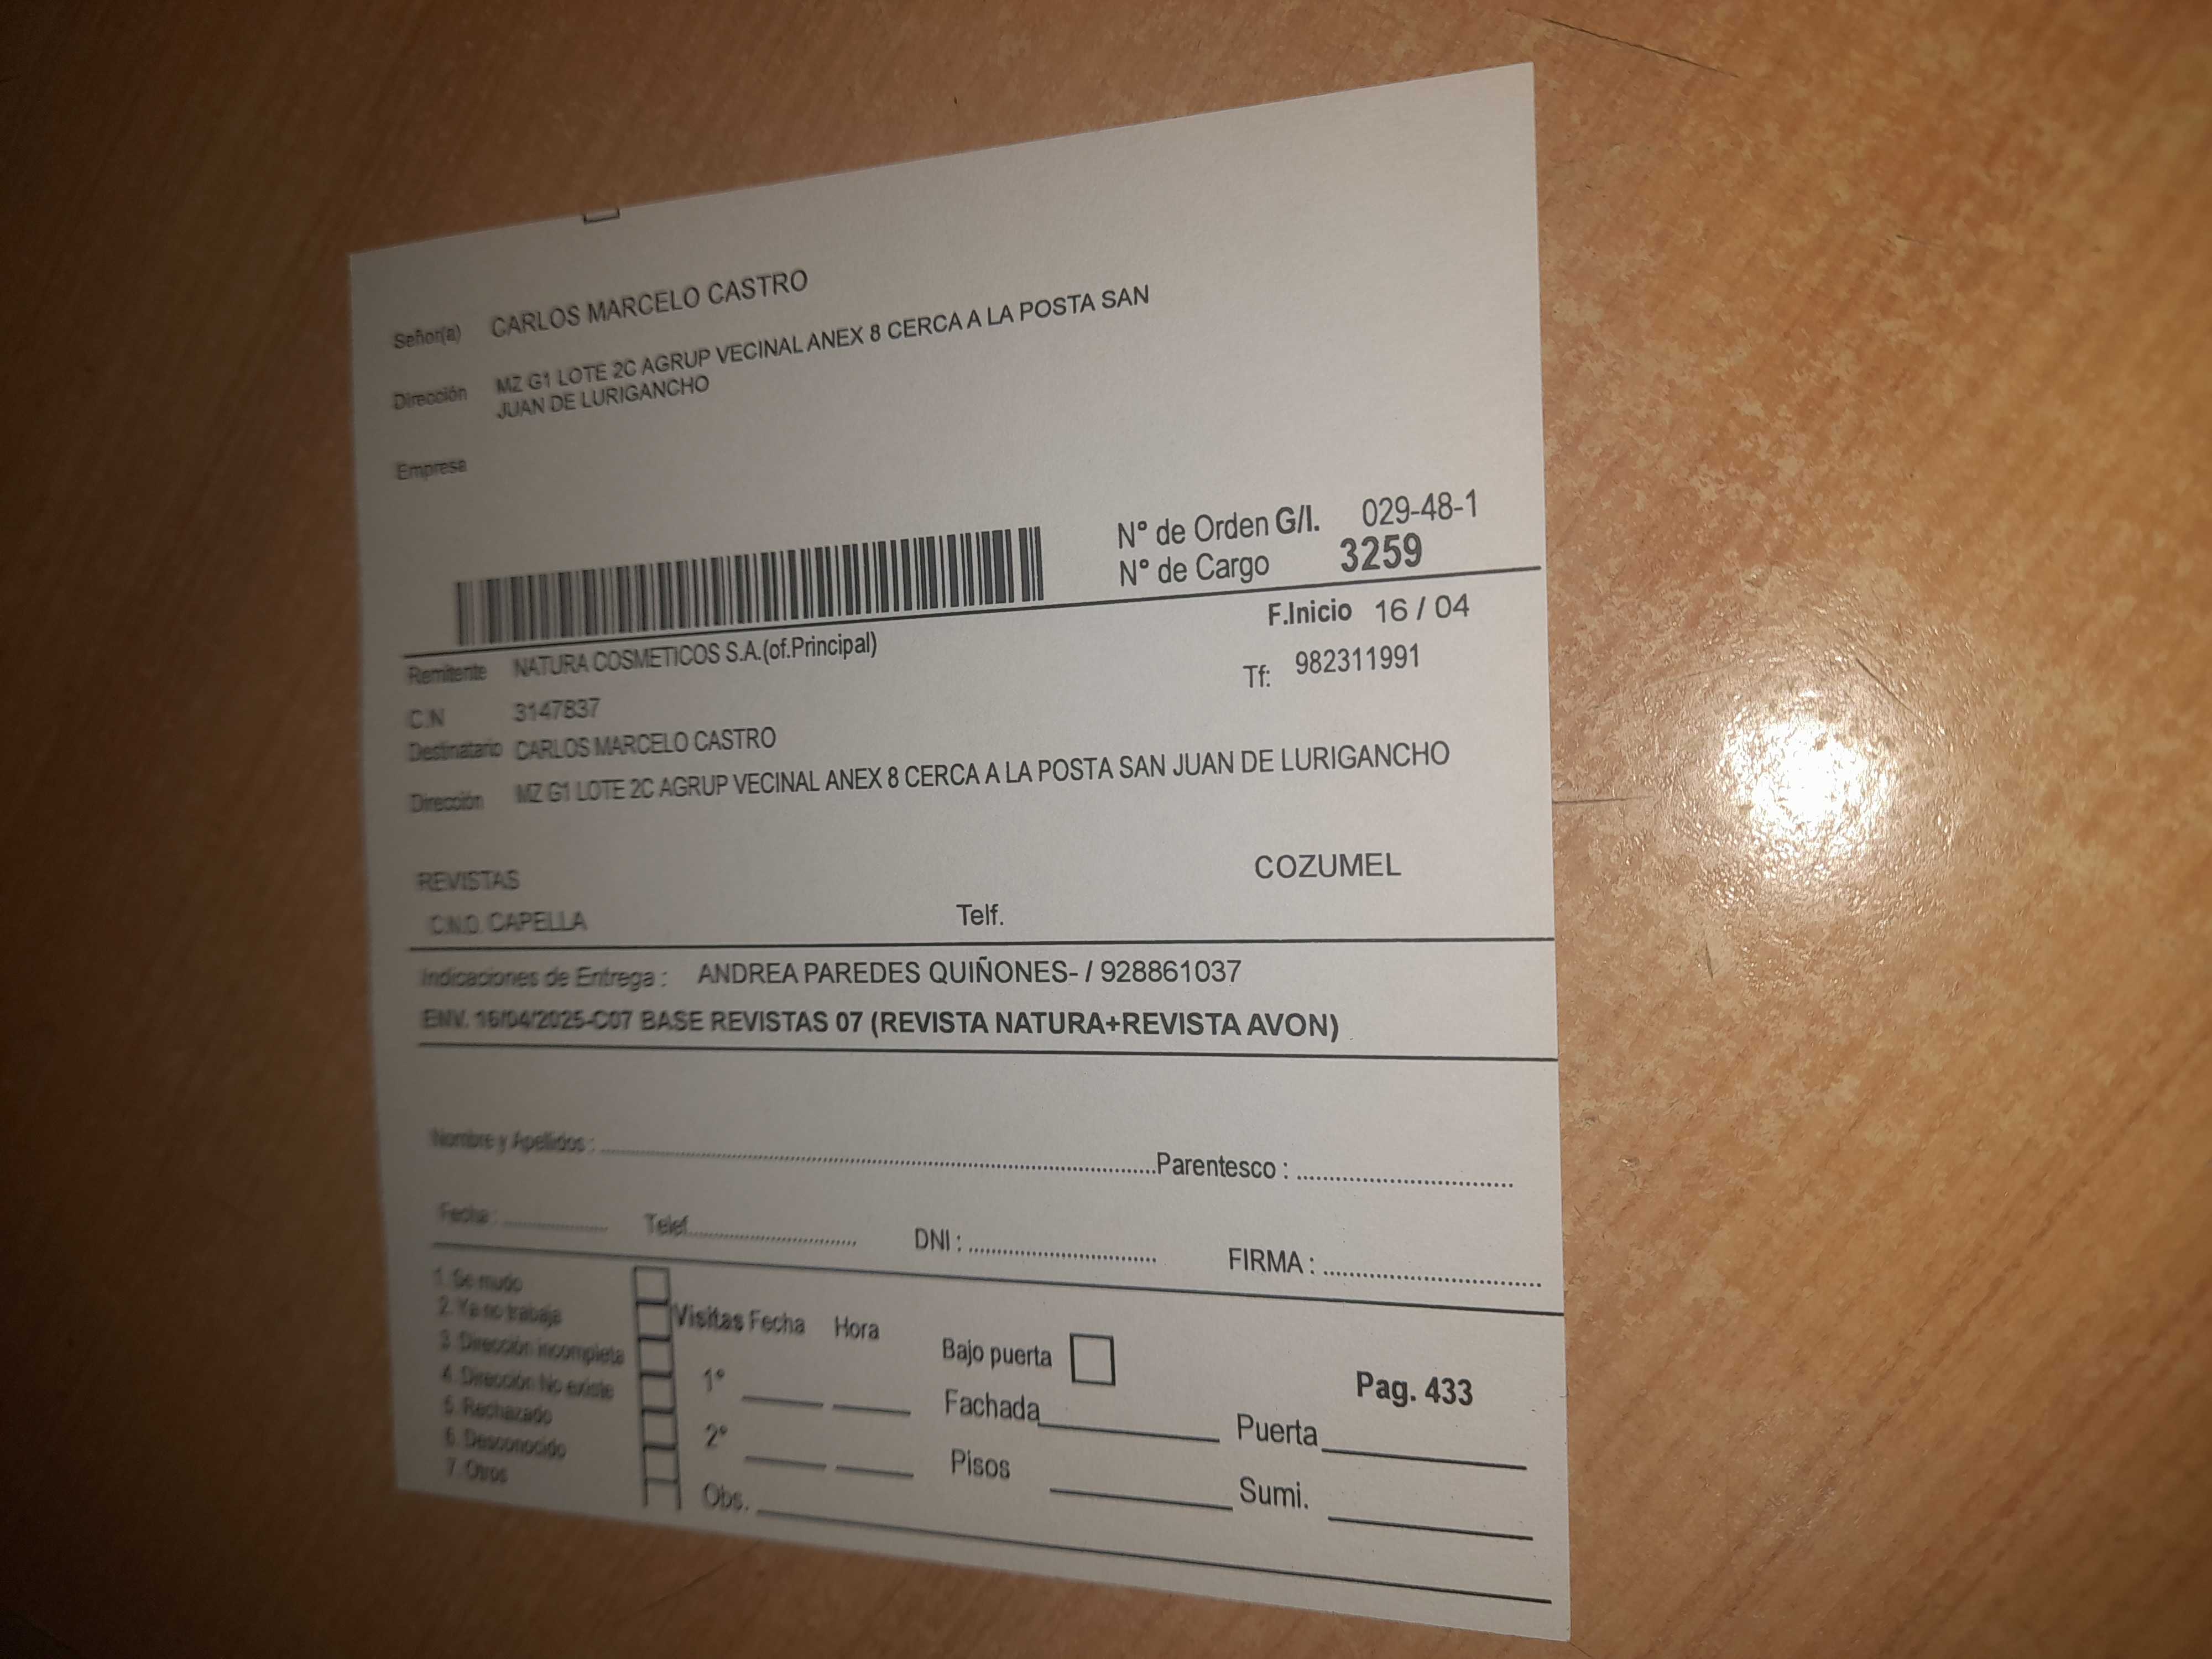 Señor(a) CARLOS MARCELO CASTRO
Dirección MZ G1 LOTE 2C AGRUP VECINAL ANEX 8 CERCA A LA POSTA SAN
JUAN DE LURIGANCHO
Empresa
N° de Orden G/I. 029-48-1
N° de Cargo 3259
F.Inicio 16 / 04
Remitente NATURA COSMETICOS S.A.(of.Principal)
Tf: 982311991
C.N 3147837
Destinatario CARLOS MARCELO CASTRO
Dirección MZ G1 LOTE 2C AGRUP VECINAL ANEX 8 CERCA A LA POSTA SAN JUAN DE LURIGANCHO
REVISTAS COZUMEL
C.N.O. CAPELLA Telf.
Indicaciones de Entrega : ANDREA PAREDES QUIÑONES- / 928861037
ENV. 16/04/2025-C07 BASE REVISTAS 07 (REVISTA NATURA+REVISTA AVON)
Nombre y Apellidos : Parentesco :
Fecha : Telef. DNI : FIRMA :
1. Se mudo
2. Ya no trabaja
3. Dirección incompleta
4. Dirección No existe
5. Rechazado
6. Desconocido
7. Otros
Visitas Fecha Hora
1°
2°
Obs.
Bajo puerta
Pag. 433
Fachada Puerta
Pisos Sumi.